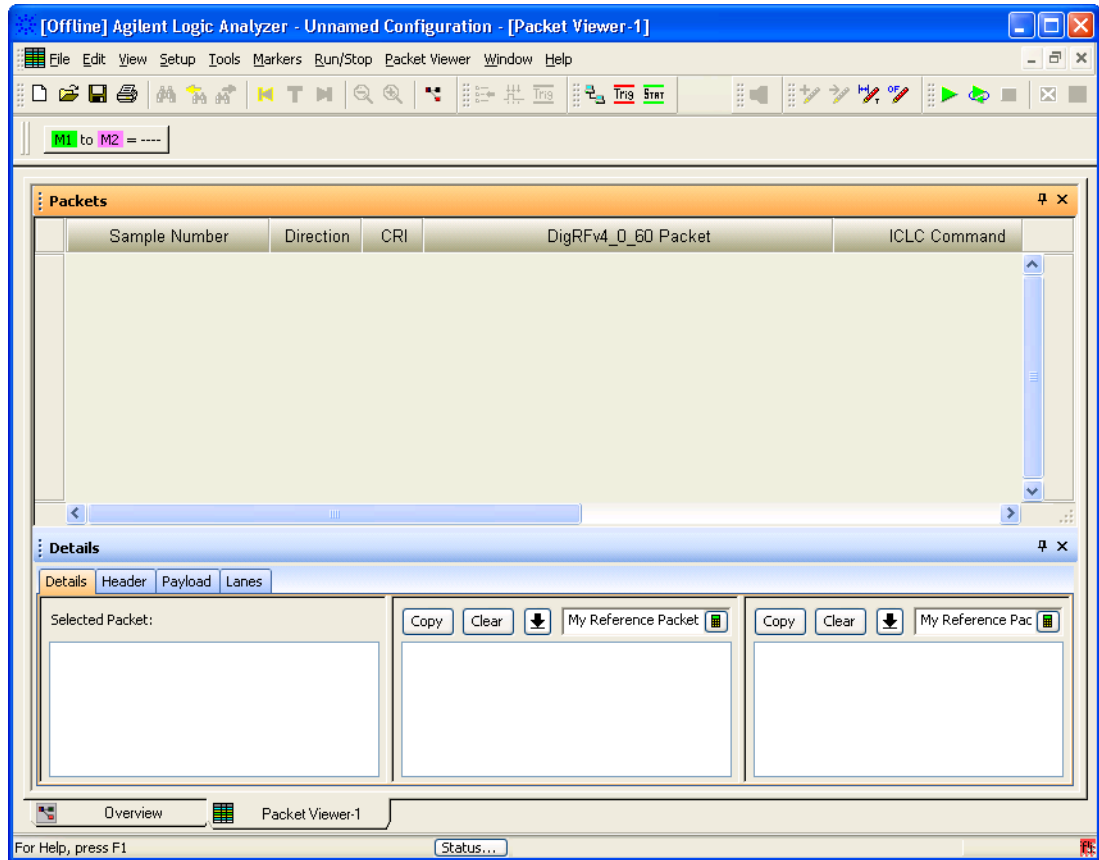 [Offline] Agilent Logic Analyzer - Unnamed Configuration - [Packet Viewer-1]
File Edit View Setup Tools Markers Run/Stop Packet Viewer Window Help
T Trig Trig STAT OF
M1 to M2 = ----
Packets
Sample Number Direction CRI DigRFv4_0_60 Packet ICLC Command
Details
Details Header Payload Lanes
Selected Packet: Copy Clear My Reference Packet Copy Clear My Reference Pac
Overview Packet Viewer-1
For Help, press F1 Status...